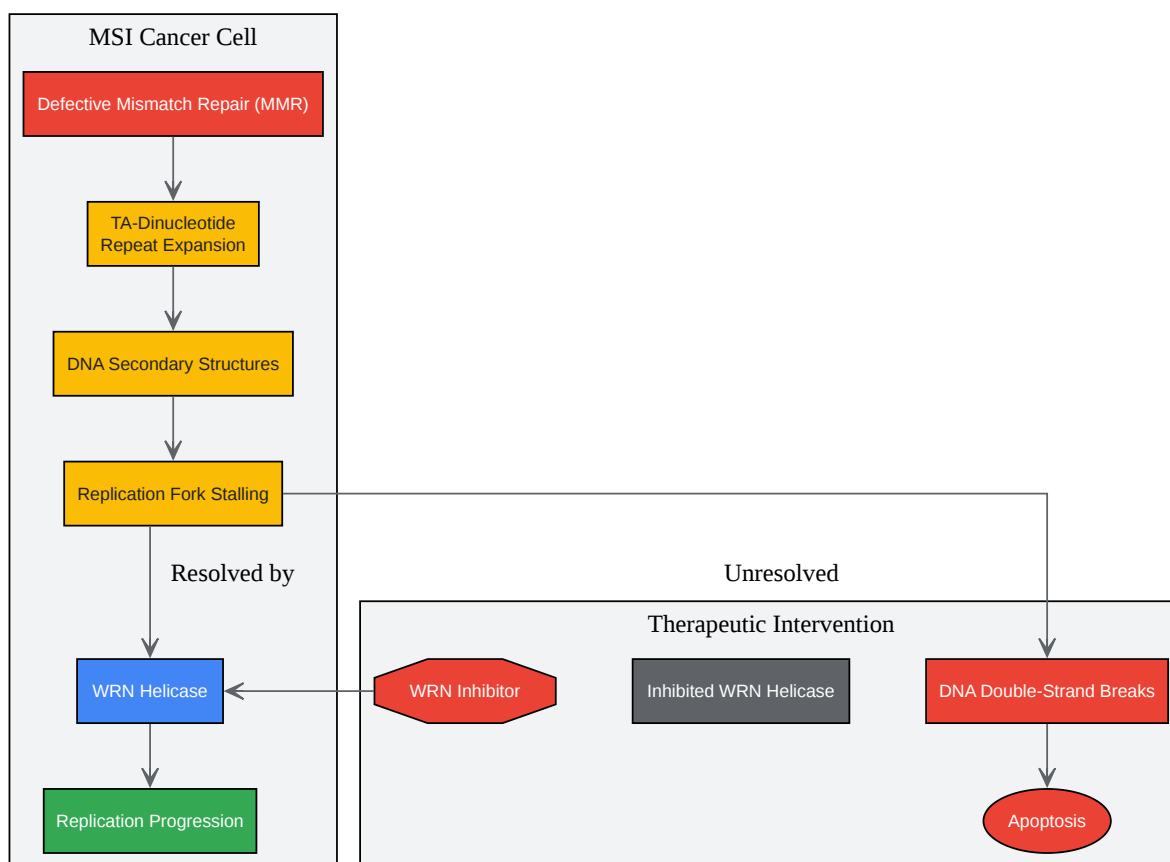 MSI Cancer Cell
Defective Mismatch Repair (MMR)
TA-Dinucleotide
Repeat Expansion
DNA Secondary Structures
Replication Fork Stalling
Resolved by
Unresolved
Therapeutic Intervention
WRN Helicase
WRN Inhibitor
Inhibited WRN Helicase
DNA Double-Strand Breaks
Replication Progression
Apoptosis